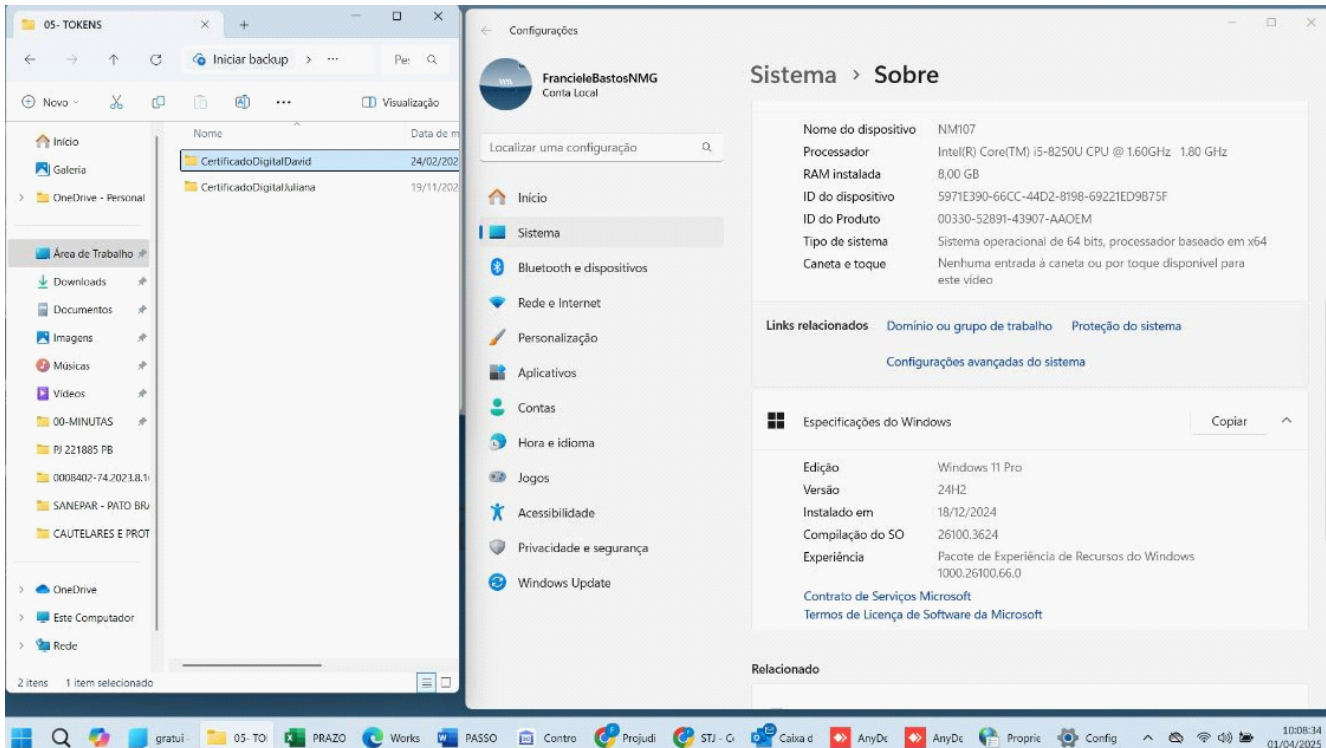 05- TOKENS
Iniciar backup > ...
Novo
Visualização
Nome
Data de m
Início
Galeria
OneDrive - Personal
Área de Trabalho
Downloads
Documentos
Imagens
Músicas
Vídeos
00-MINUTAS
PJ 221885 PB
0008402-74.2023.8.1
SANEPAR - PATO BR
CAUTELARES E PROT
OneDrive
Este Computador
Rede
CertificadoDigitalDavid 24/02/202
CertificadoDigitalJuliana 19/11/202
2 itens 1 item selecionado
Configurações
FrancieleBastosNMG
Conta Local
Localizar uma configuração
Início
Sistema
Bluetooth e dispositivos
Rede e Internet
Personalização
Aplicativos
Contas
Hora e idioma
Jogos
Acessibilidade
Privacidade e segurança
Windows Update
Sistema > Sobre
Nome do dispositivo NM107
Processador Intel(R) Core(TM) i5-8250U CPU @ 1.60GHz 1.80 GHz
RAM instalada 8,00 GB
ID do dispositivo 5971E390-66CC-44D2-8198-69221ED9B75F
ID do Produto 00330-52891-43907-AAOEM
Tipo de sistema Sistema operacional de 64 bits, processador baseado em x64
Caneta e toque Nenhuma entrada à caneta ou por toque disponível para
este vídeo
Links relacionados Domínio ou grupo de trabalho Proteção do sistema
Configurações avançadas do sistema
Especificações do Windows Copiar
Edição Windows 11 Pro
Versão 24H2
Instalado em 18/12/2024
Compilação do SO 26100.3624
Experiência Pacote de Experiência de Recursos do Windows
1000.26100.66.0
Contrato de Serviços Microsoft
Termos de Licença de Software da Microsoft
Relacionado
gratui- 05- TO PRAZO Works PASSO Contro Projudi STJ - C Caixa d AnyDe AnyDe Proprie Config 10:08:34
01/04/2025